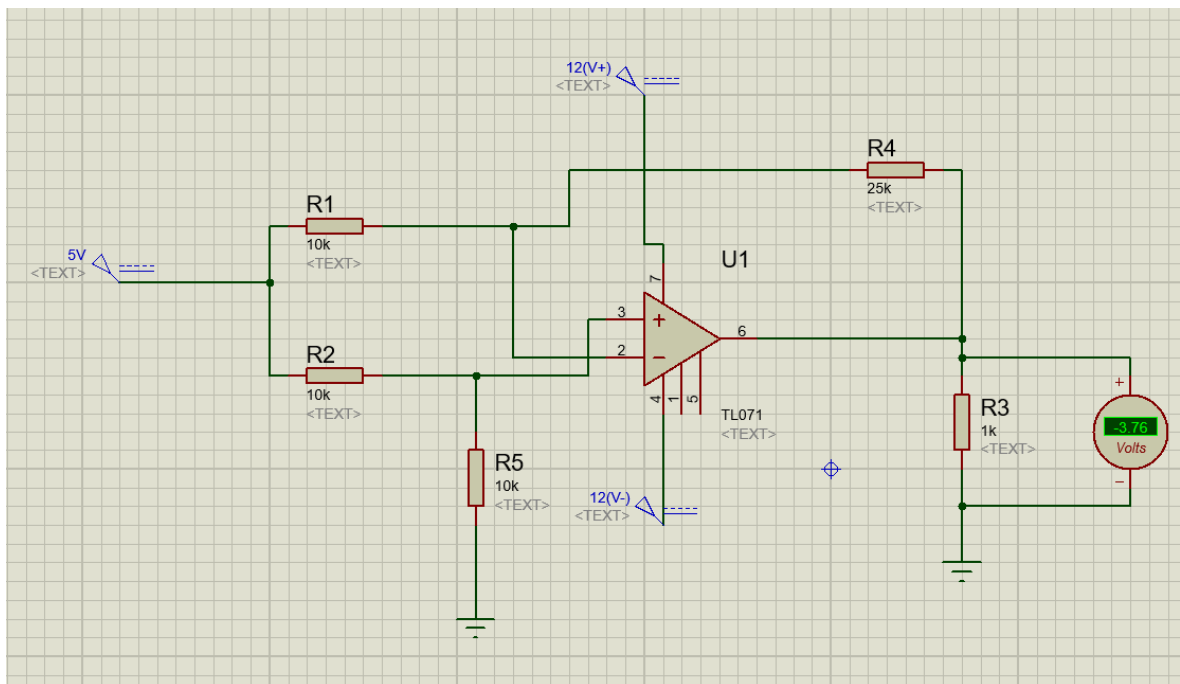 12(V+)
<TEXT>
R4
25k
<TEXT>
R1
10k
<TEXT>
5V
<TEXT>
U1
7
3
+
6
2
−
R2
10k
<TEXT>
4
1
5
TL071
<TEXT>
R3
1k
<TEXT>
+
-3.76
Volts
−
R5
10k
<TEXT>
12(V-)
<TEXT>